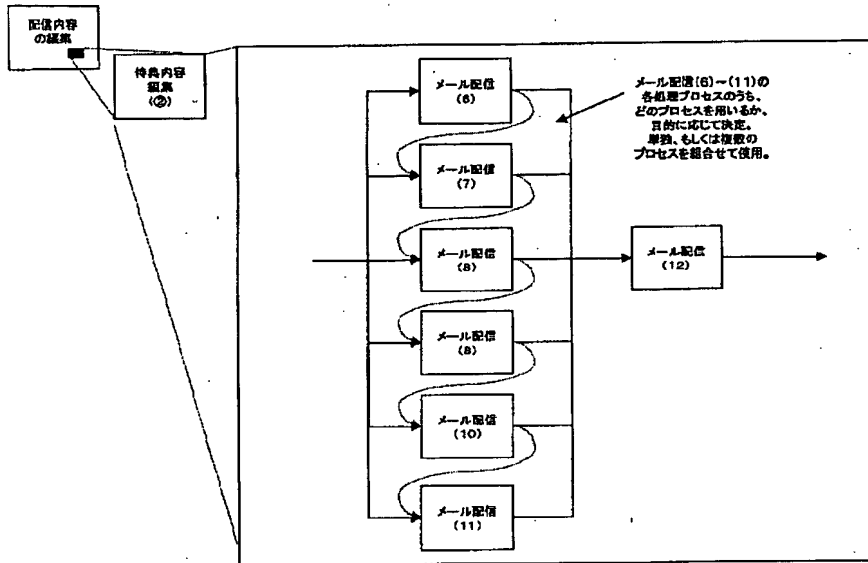 配信内容
の編集
特典内容
編集
(②)
メール配信
(6)
メール配信(6)~(11)の
各処理プロセスのうち、
どのプロセスを用いるか、
目的に応じて決定。
単独、もしくは複数の
プロセスを組合せて使用。
メール配信
(7)
メール配信
(8)
メール配信
(12)
メール配信
(8)
メール配信
(10)
メール配信
(11)